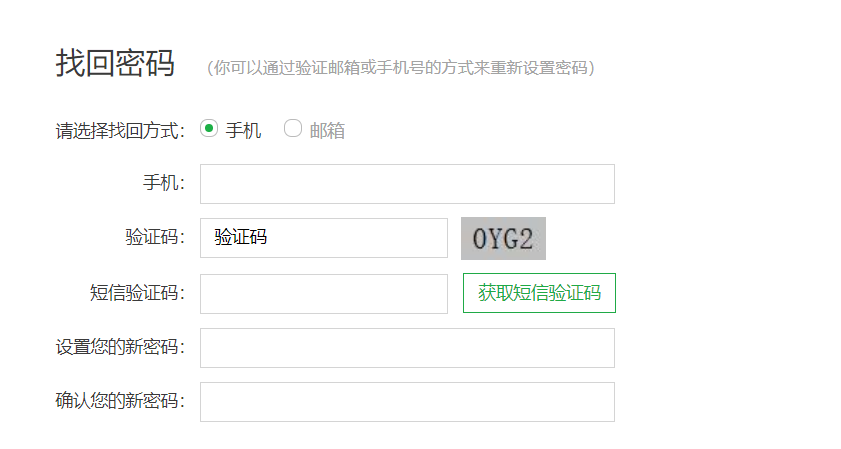 找回密码 （你可以通过验证邮箱或手机号的方式来重新设置密码）
请选择找回方式： 手机 邮箱
手机：
验证码： 验证码 0YG2
短信验证码： 获取短信验证码
设置您的新密码：
确认您的新密码：